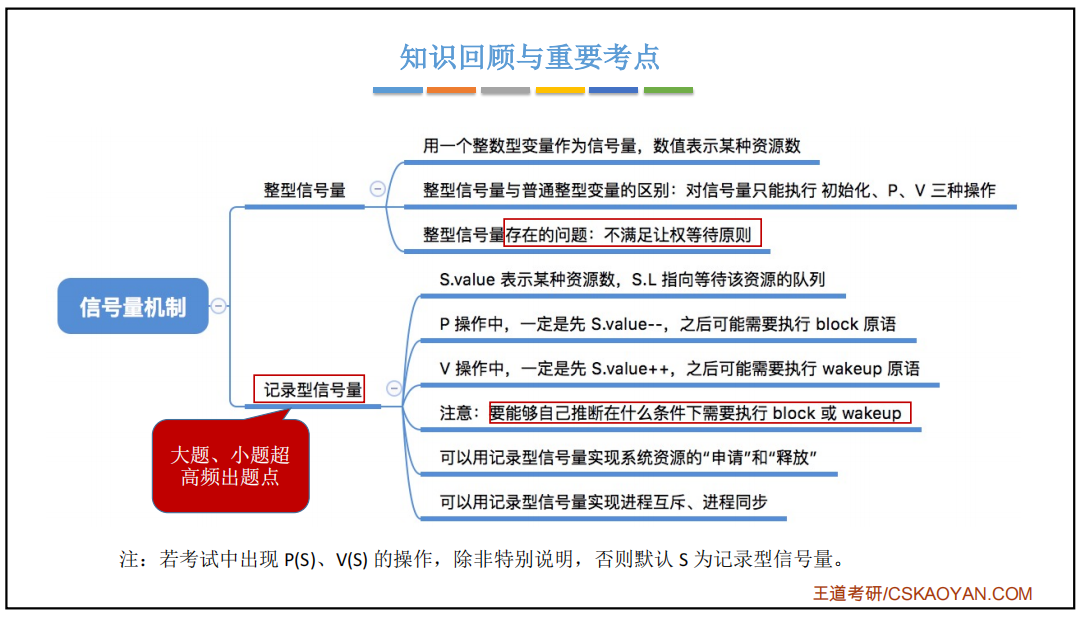 知识回顾与重要考点
用一个整数型变量作为信号量，数值表示某种资源数
整型信号量
整型信号量与普通整型变量的区别：对信号量只能执行 初始化、P、V 三种操作
整型信号量存在的问题：不满足让权等待原则
信号量机制
S.value 表示某种资源数，S.L 指向等待该资源的队列
P 操作中，一定是先 S.value--，之后可能需要执行 block 原语
V 操作中，一定是先 S.value++，之后可能需要执行 wakeup 原语
记录型信号量
注意：要能够自己推断在什么条件下需要执行 block 或 wakeup
可以用记录型信号量实现系统资源的“申请”和“释放”
可以用记录型信号量实现进程互斥、进程同步
大题、小题超
高频出题点
注：若考试中出现 P(S)、V(S) 的操作，除非特别说明，否则默认 S 为记录型信号量。
王道考研/CSKAOYAN.COM